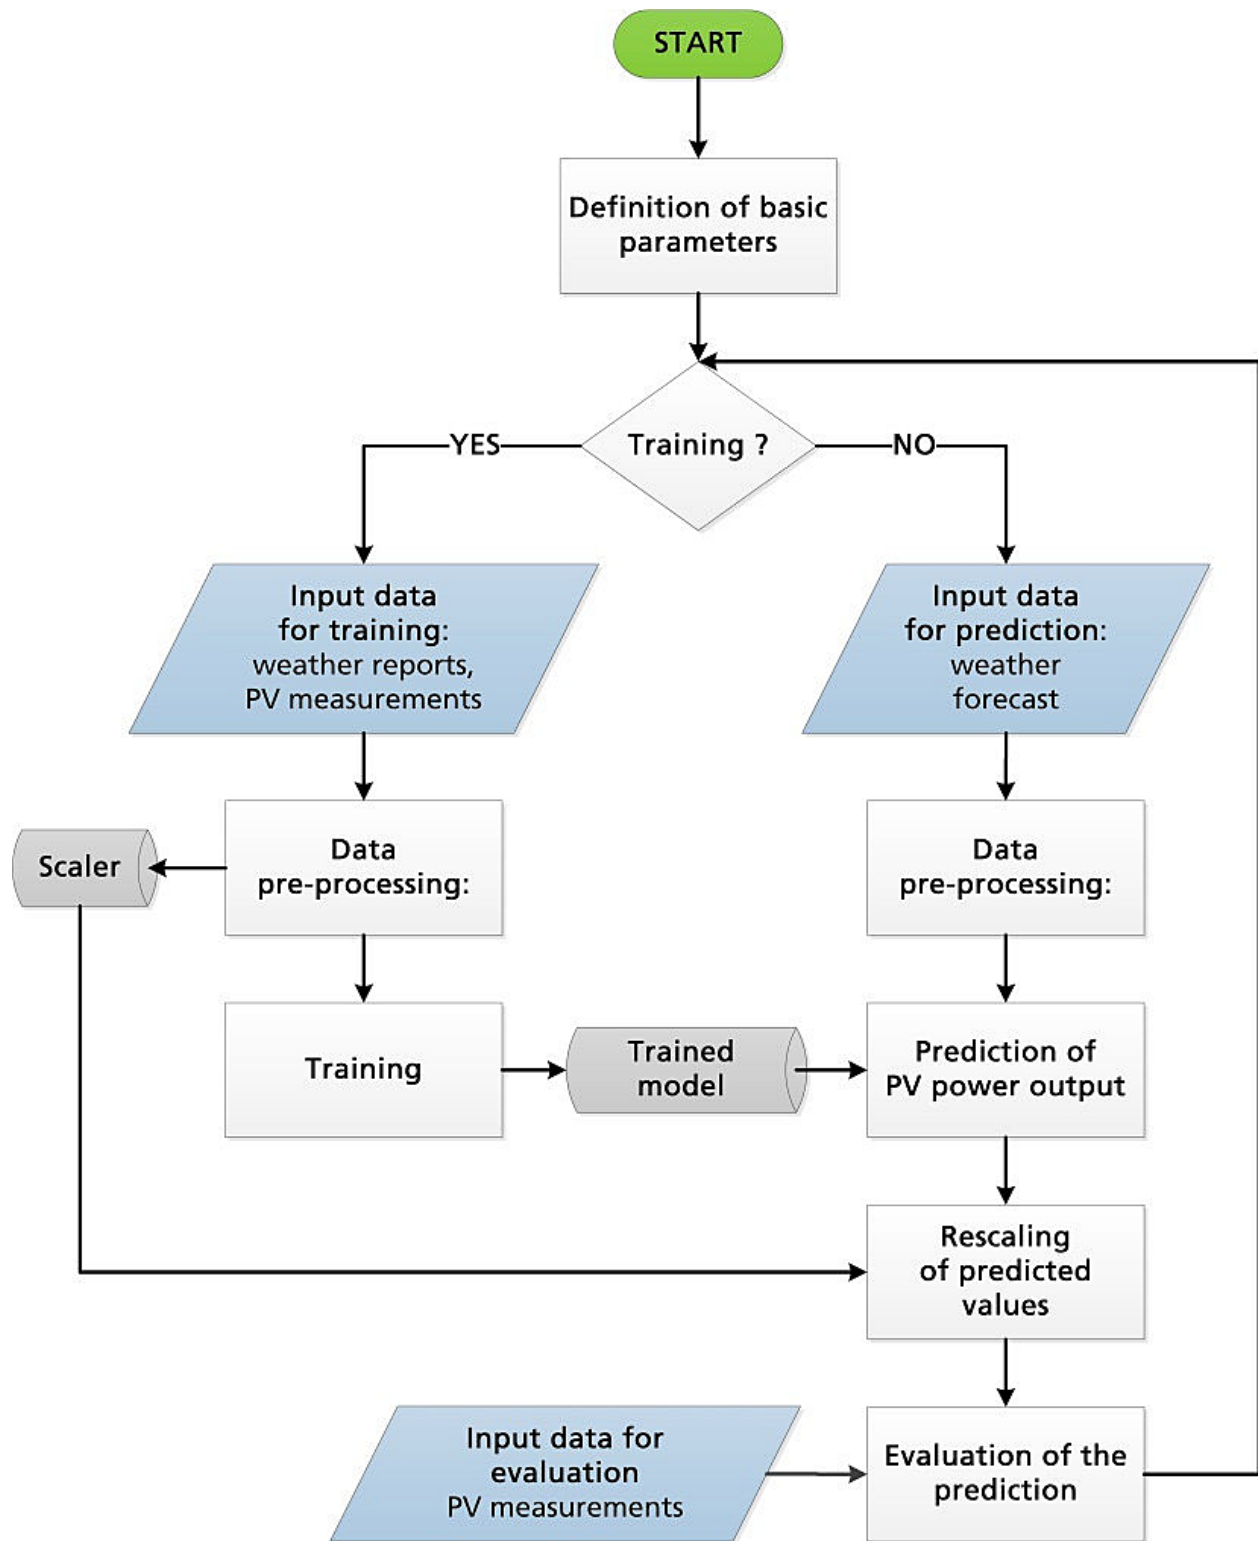 START
Definition of basic
parameters
Training ?
YES
NO
Input data
for training:
weather reports,
PV measurements
Input data
for prediction:
weather
forecast
Scaler
Data
pre-processing:
Data
pre-processing:
Training
Trained
model
Prediction of
PV power output
Rescaling
of predicted
values
Input data for
evaluation
PV measurements
Evaluation of the
prediction